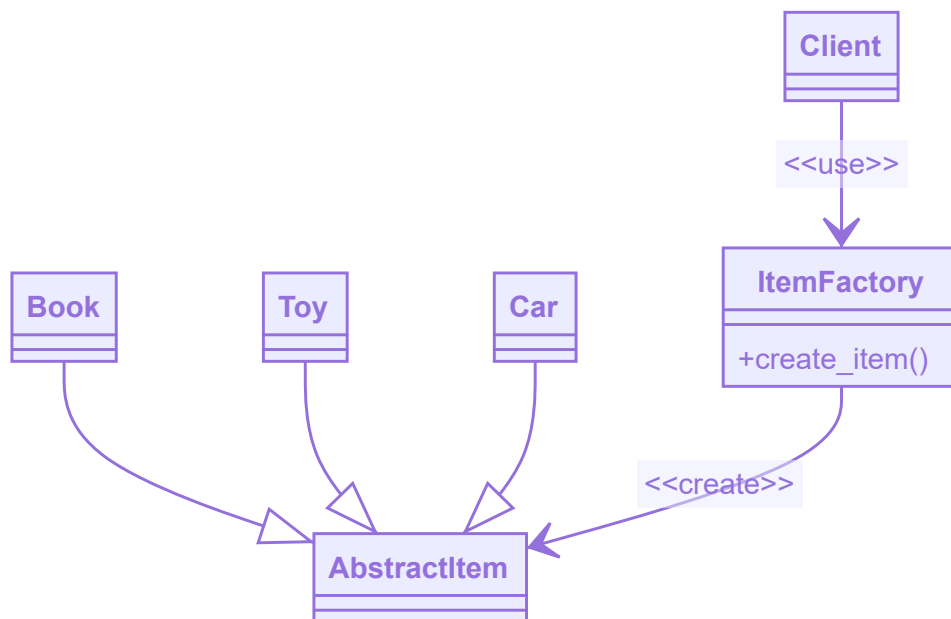 Client
<<use>>
Book
Toy
Car
ItemFactory
+create_item()
<<create>>
AbstractItem